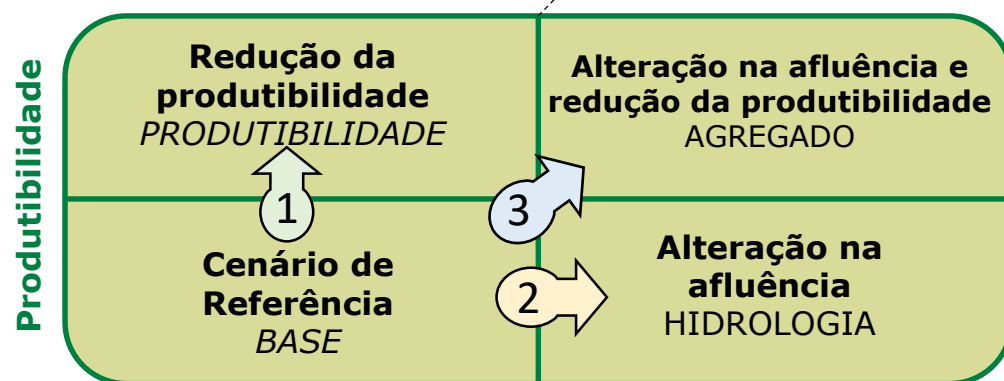 Produtibilidade
Redução da
produtibilidade
PRODUTIBILIDADE
Alteração na afluência e
redução da produtibilidade
AGREGADO
1
3
Cenário de
Referência
BASE
2
Alteração na
afluência
HIDROLOGIA